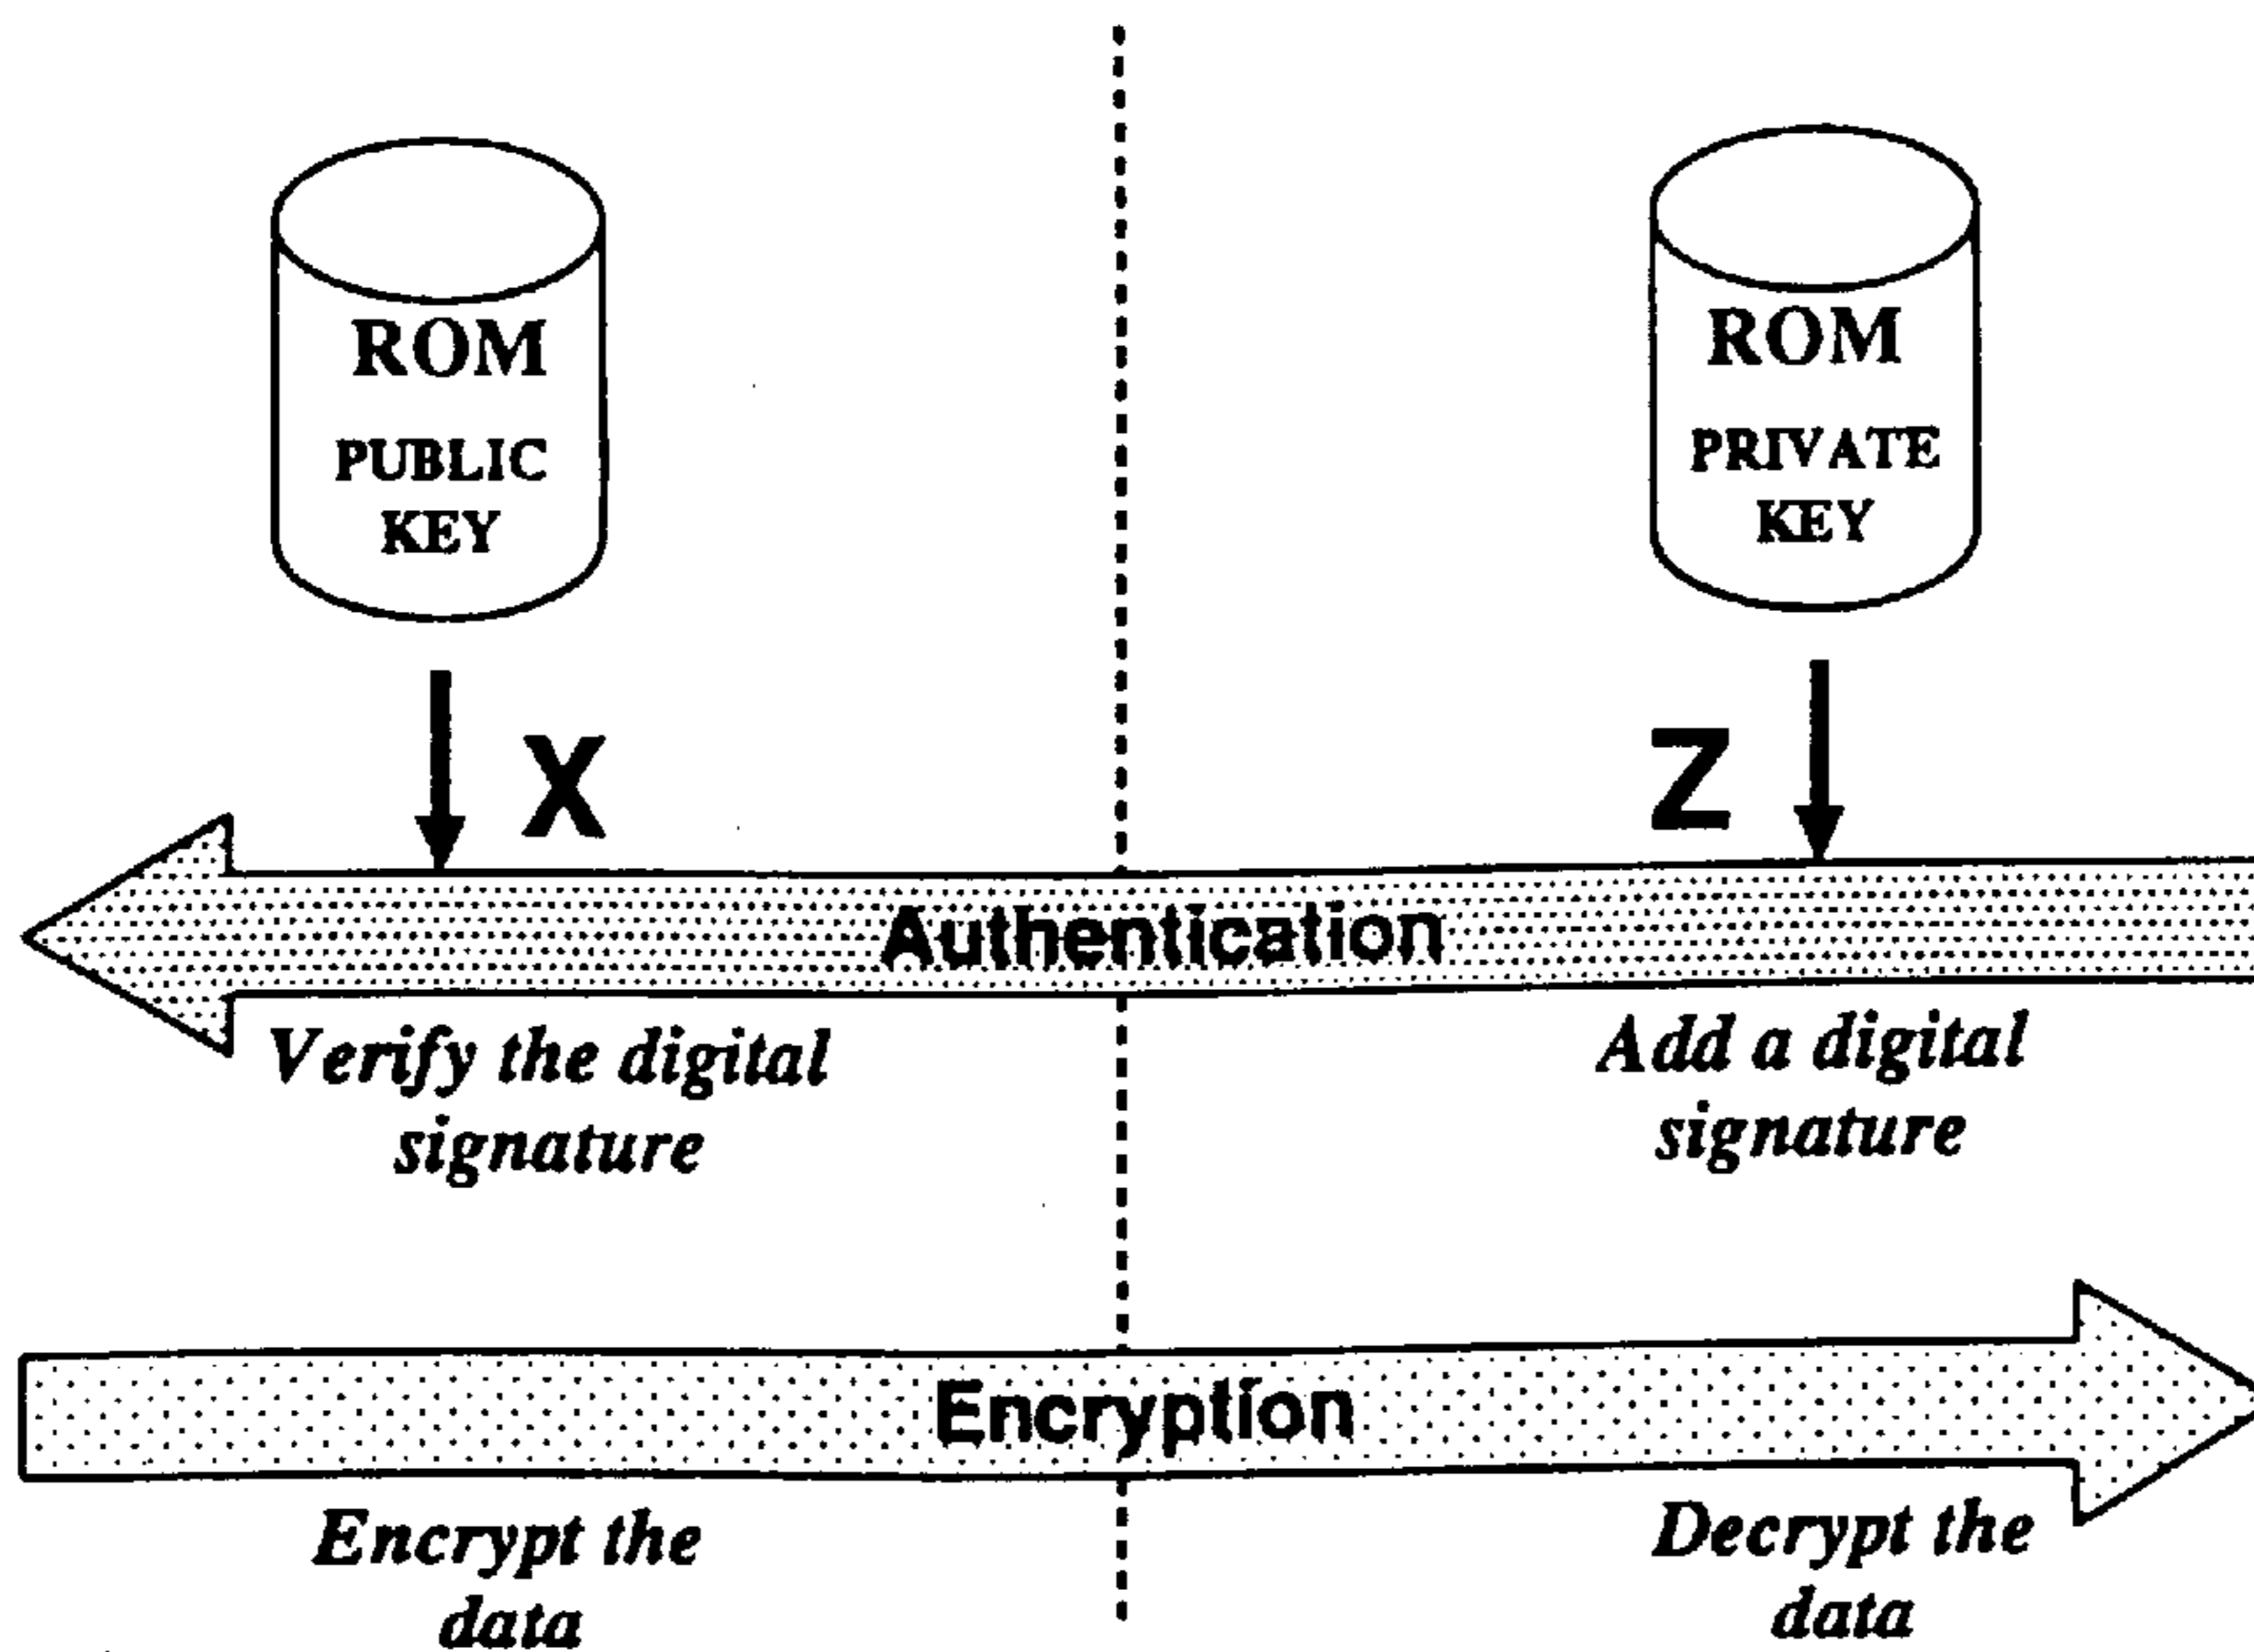 ROM
PUBLIC
KEY
ROM
PRIVATE
KEY
X
Z
Authentication
Verify the digital
signature
Add a digital
signature
Encryption
Encrypt the
data
Decrypt the
data